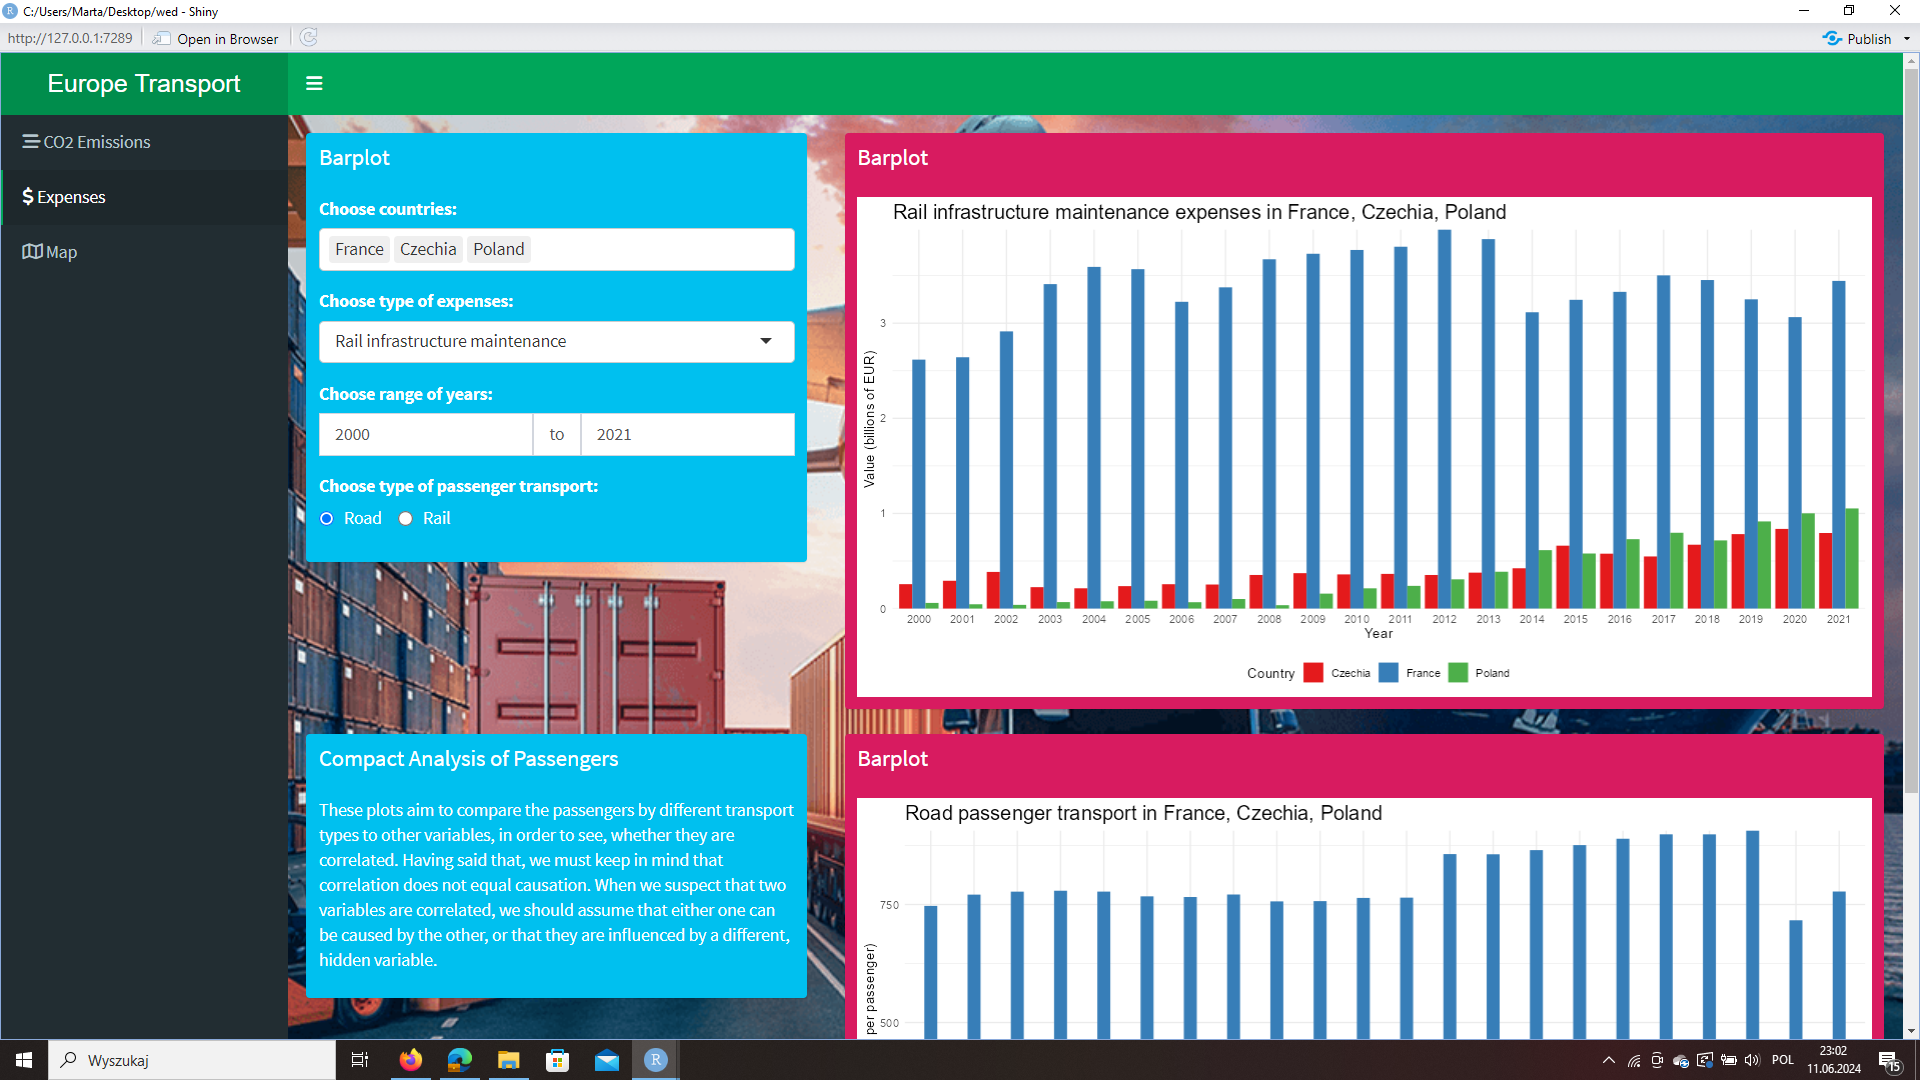 C:/Users/Marta/Desktop/wed - Shiny
http://127.0.0.1:7289
Open in Browser
Publish
Europe Transport
CO2 Emissions
Expenses
Map
Barplot
Choose countries:
France Czechia Poland
Choose type of expenses:
Rail infrastructure maintenance
Choose range of years:
2000 to 2021
Choose type of passenger transport:
Road Rail
Barplot
Rail infrastructure maintenance expenses in France, Czechia, Poland
Value (billions of EUR)
3
2
1
0
2000 2001 2002 2003 2004 2005 2006 2007 2008 2009 2010 2011 2012 2013 2014 2015 2016 2017 2018 2019 2020 2021
Year
Country Czechia France Poland
Compact Analysis of Passengers
These plots aim to compare the passengers by different transport
types to other variables, in order to see, whether they are
correlated. Having said that, we must keep in mind that
correlation does not equal causation. When we suspect that two
variables are correlated, we should assume that either one can
be caused by the other, or that they are influenced by a different,
hidden variable.
Barplot
Road passenger transport in France, Czechia, Poland
per passenger)
750
500
Wyszukaj
R
POL
23:02
11.06.2024
15